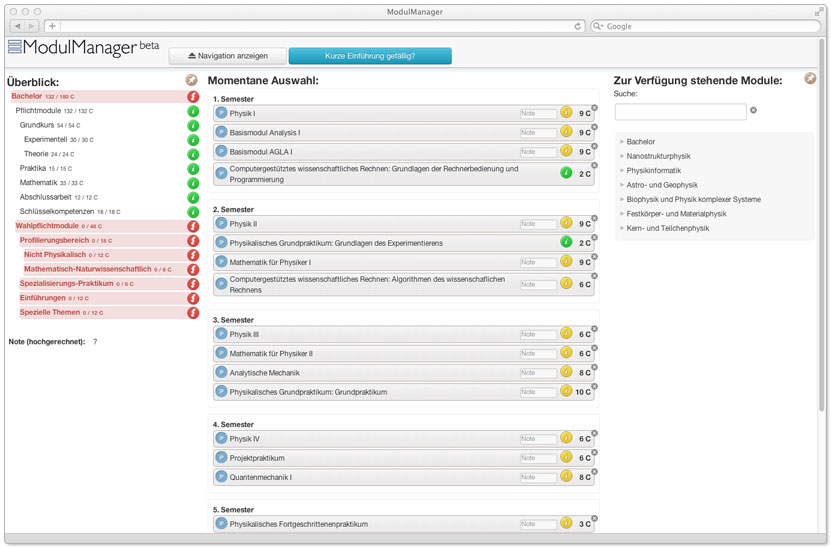 ModulManager
Google
ModulManager beta
Navigation anzeigen
Kurze Einführung gefällig?
Überblick:
Bachelor 132 / 180 C
Pflichtmodule 132 / 132 C
Grundkurs 54 / 54 C
Experimentell 30 / 30 C
Theorie 24 / 24 C
Praktika 15 / 15 C
Mathematik 33 / 33 C
Abschlussarbeit 12 / 12 C
Schlüsselkompetenzen 18 / 18 C
Wahlpflichtmodule 0 / 48 C
Profilierungsbereich 0 / 18 C
Nicht Physikalisch 0 / 12 C
Mathematisch-Naturwissenschaftlich 0 / 6 C
Spezialisierungs-Praktikum 0 / 6 C
Einführungen 0 / 12 C
Spezielle Themen 0 / 12 C
Note (hochgerechnet): ?
Momentane Auswahl:
1. Semester
P Physik I Note 9 C
P Basismodul Analysis I Note 9 C
P Basismodul AGLA I Note 9 C
P Computergestütztes wissenschaftliches Rechnen: Grundlagen der Rechnerbedienung und
Programmierung i 2 C
2. Semester
P Physik II Note 9 C
P Physikalisches Grundpraktikum: Grundlagen des Experimentierens i 2 C
P Mathematik für Physiker I Note 9 C
P Computergestütztes wissenschaftliches Rechnen: Algorithmen des wissenschaftlichen
Rechnens Note 6 C
3. Semester
P Physik III Note 6 C
P Mathematik für Physiker II Note 6 C
P Analytische Mechanik Note 8 C
P Physikalisches Grundpraktikum: Grundpraktikum Note 10 C
4. Semester
P Physik IV Note 6 C
P Projektpraktikum Note 6 C
P Quantenmechanik I Note 8 C
5. Semester
P Physikalisches Fortgeschrittenenpraktikum Note 3 C
Zur Verfügung stehende Module:
Suche:
Bachelor
Nanostrukturphysik
Physikinformatik
Astro- und Geophysik
Biophysik und Physik komplexer Systeme
Festkörper- und Materialphysik
Kern- und Teilchenphysik